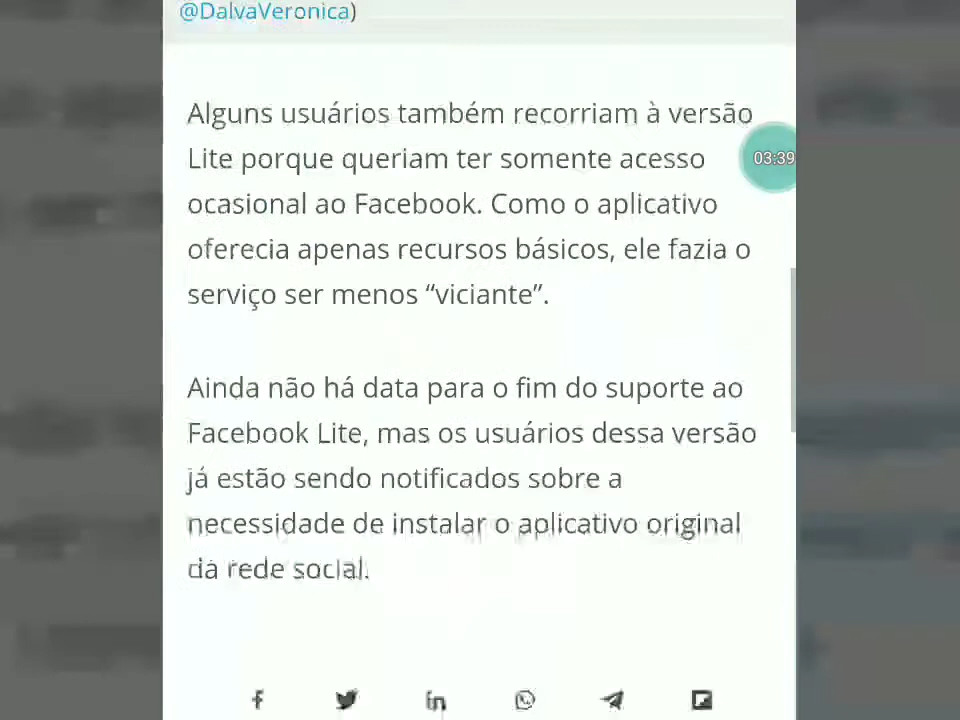 @DalvaVeronica)
Alguns usuários também recorriam à versão
Lite porque queriam ter somente acesso
03:39
ocasional ao Facebook. Como o aplicativo
oferecia apenas recursos básicos, ele fazia o
serviço ser menos “viciante”.
Ainda não há data para o fim do suporte ao
Facebook Lite, mas os usuários dessa versão
já estão sendo notificados sobre a
necessidade de instalar o aplicativo original
da rede social.